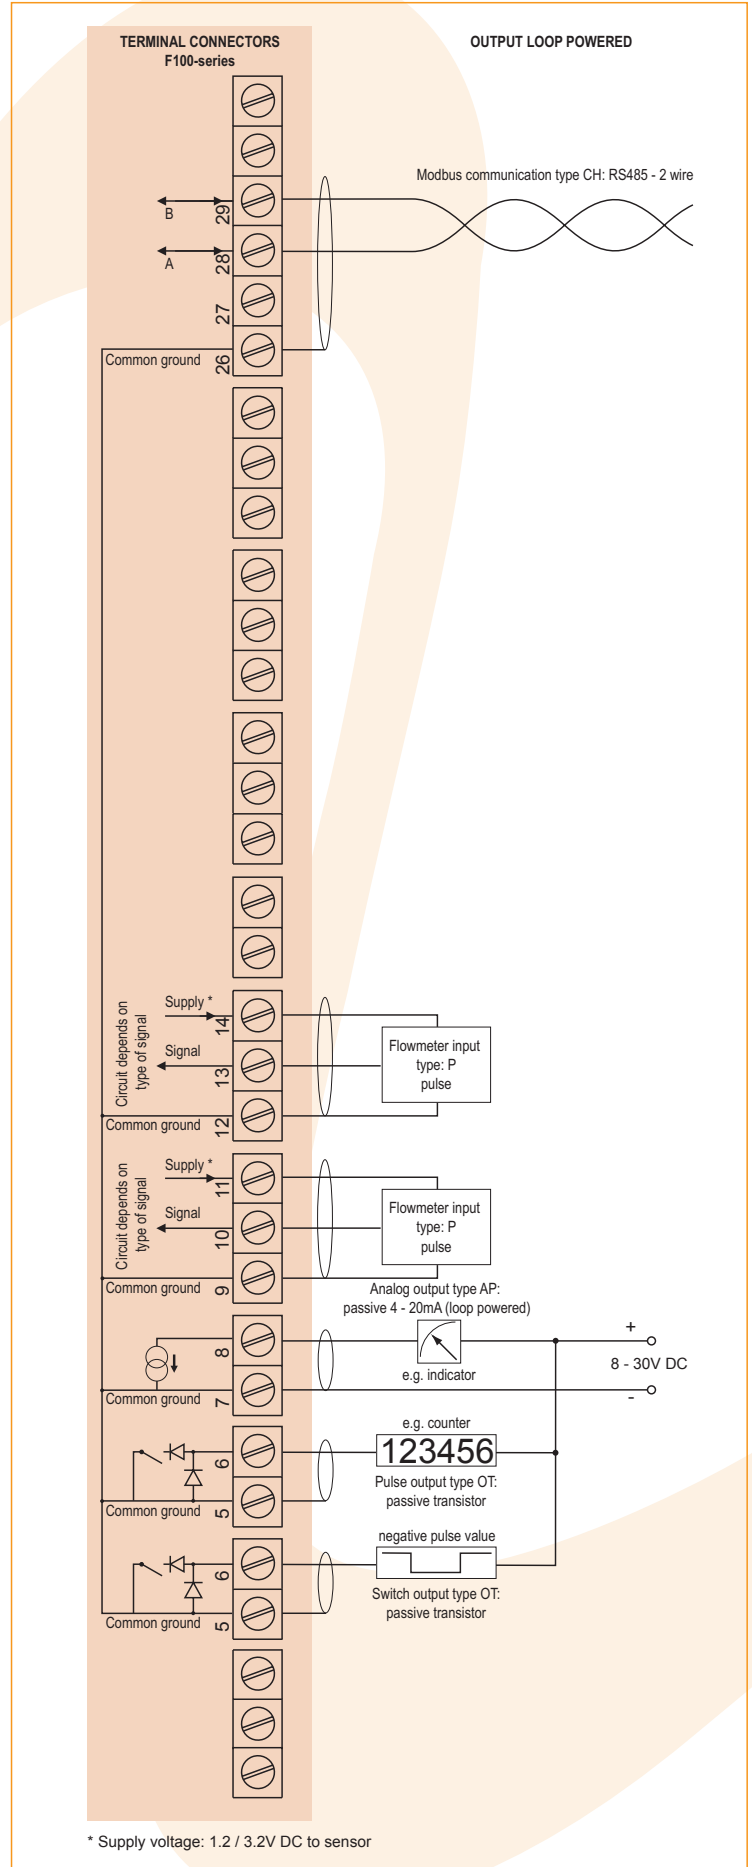 TERMINAL CONNECTORS
F100-series
OUTPUT LOOP POWERED
Modbus communication type CH: RS485 - 2 wire
B
29
A
28
27
Common ground
26
Circuit depends on
type of signal
Supply *
14
Signal
13
Common ground
12
Flowmeter input
type: P
pulse
Circuit depends on
type of signal
Supply *
11
Signal
10
Common ground
9
Flowmeter input
type: P
pulse
Analog output type AP:
passive 4 - 20mA (loop powered)
8
e.g. indicator
+
8 - 30V DC
-
Common ground
7
e.g. counter
6
123456
Pulse output type OT:
passive transistor
Common ground
5
negative pulse value
6
Switch output type OT:
passive transistor
Common ground
5
* Supply voltage: 1.2 / 3.2V DC to sensor